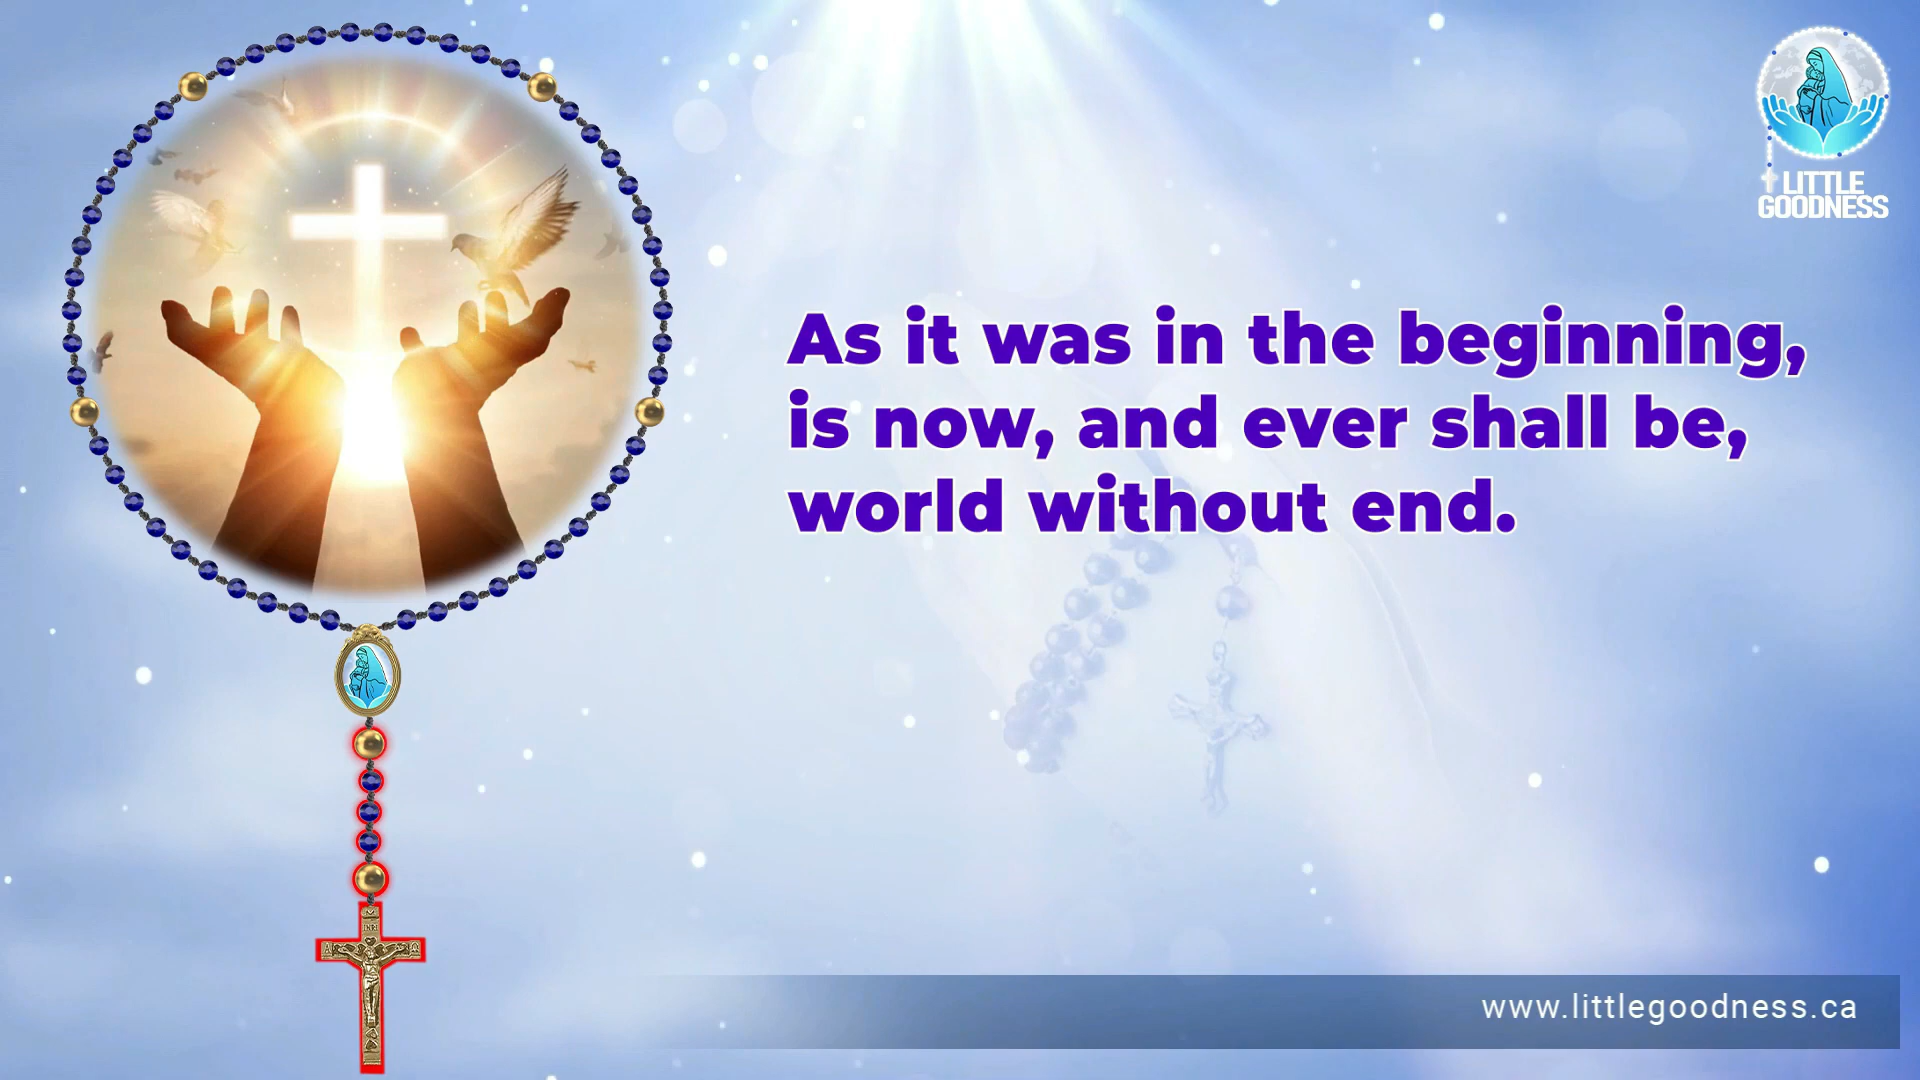 LITTLE
GOODNESS
As it was in the beginning,
is now, and ever shall be,
world without end.
INRI
www.littlegoodness.ca